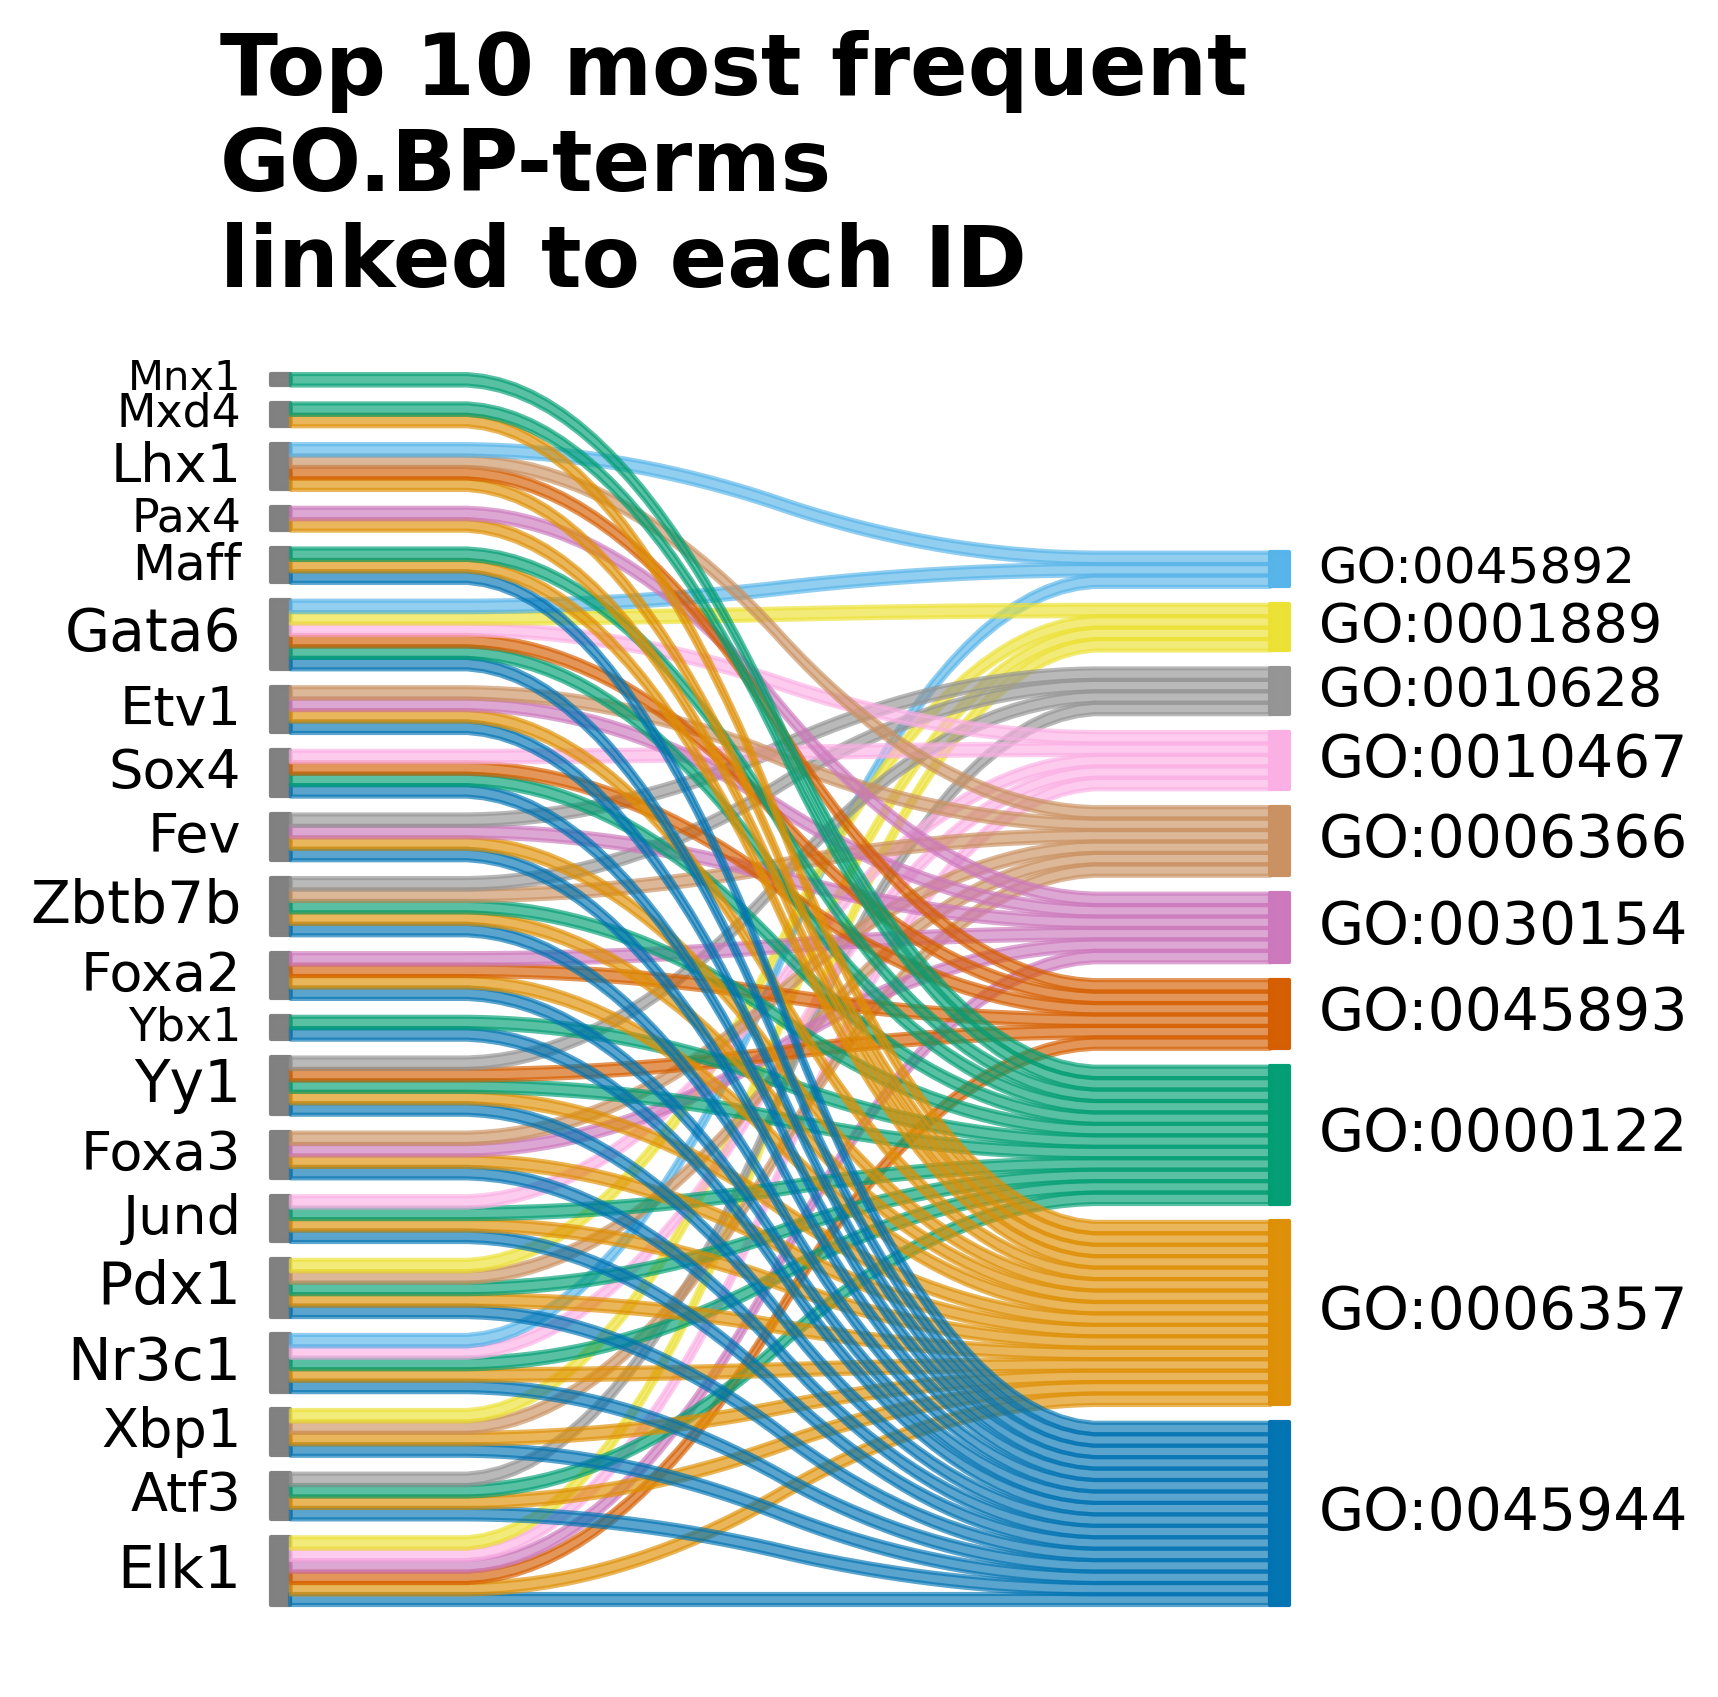 Top 10 most frequent
GO.BP-terms
linked to each ID
Mnx1
Mxd4
Lhx1
Pax4
Maff
Gata6
Etv1
Sox4
Fev
Zbtb7b
Foxa2
Ybx1
Yy1
Foxa3
Jund
Pdx1
Nr3c1
Xbp1
Atf3
Elk1
GO:0045892
GO:0001889
GO:0010628
GO:0010467
GO:0006366
GO:0030154
GO:0045893
GO:0000122
GO:0006357
GO:0045944